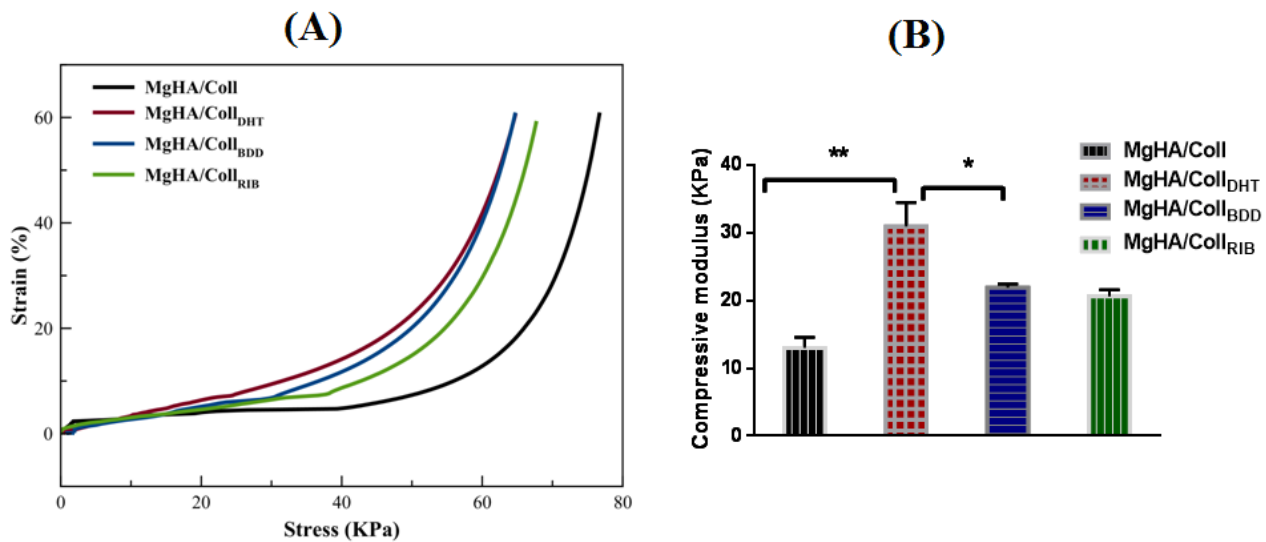 (A)
MgHA/Coll
MgHA/CollDHT
MgHA/CollBDD
MgHA/CollRIB
60
40
20
0
Strain (%)
0 20 40 60 80
Stress (KPa)
(B)
**
*
MgHA/Coll
MgHA/CollDHT
MgHA/CollBDD
MgHA/CollRIB
40
30
20
10
0
Compressive modulus (KPa)